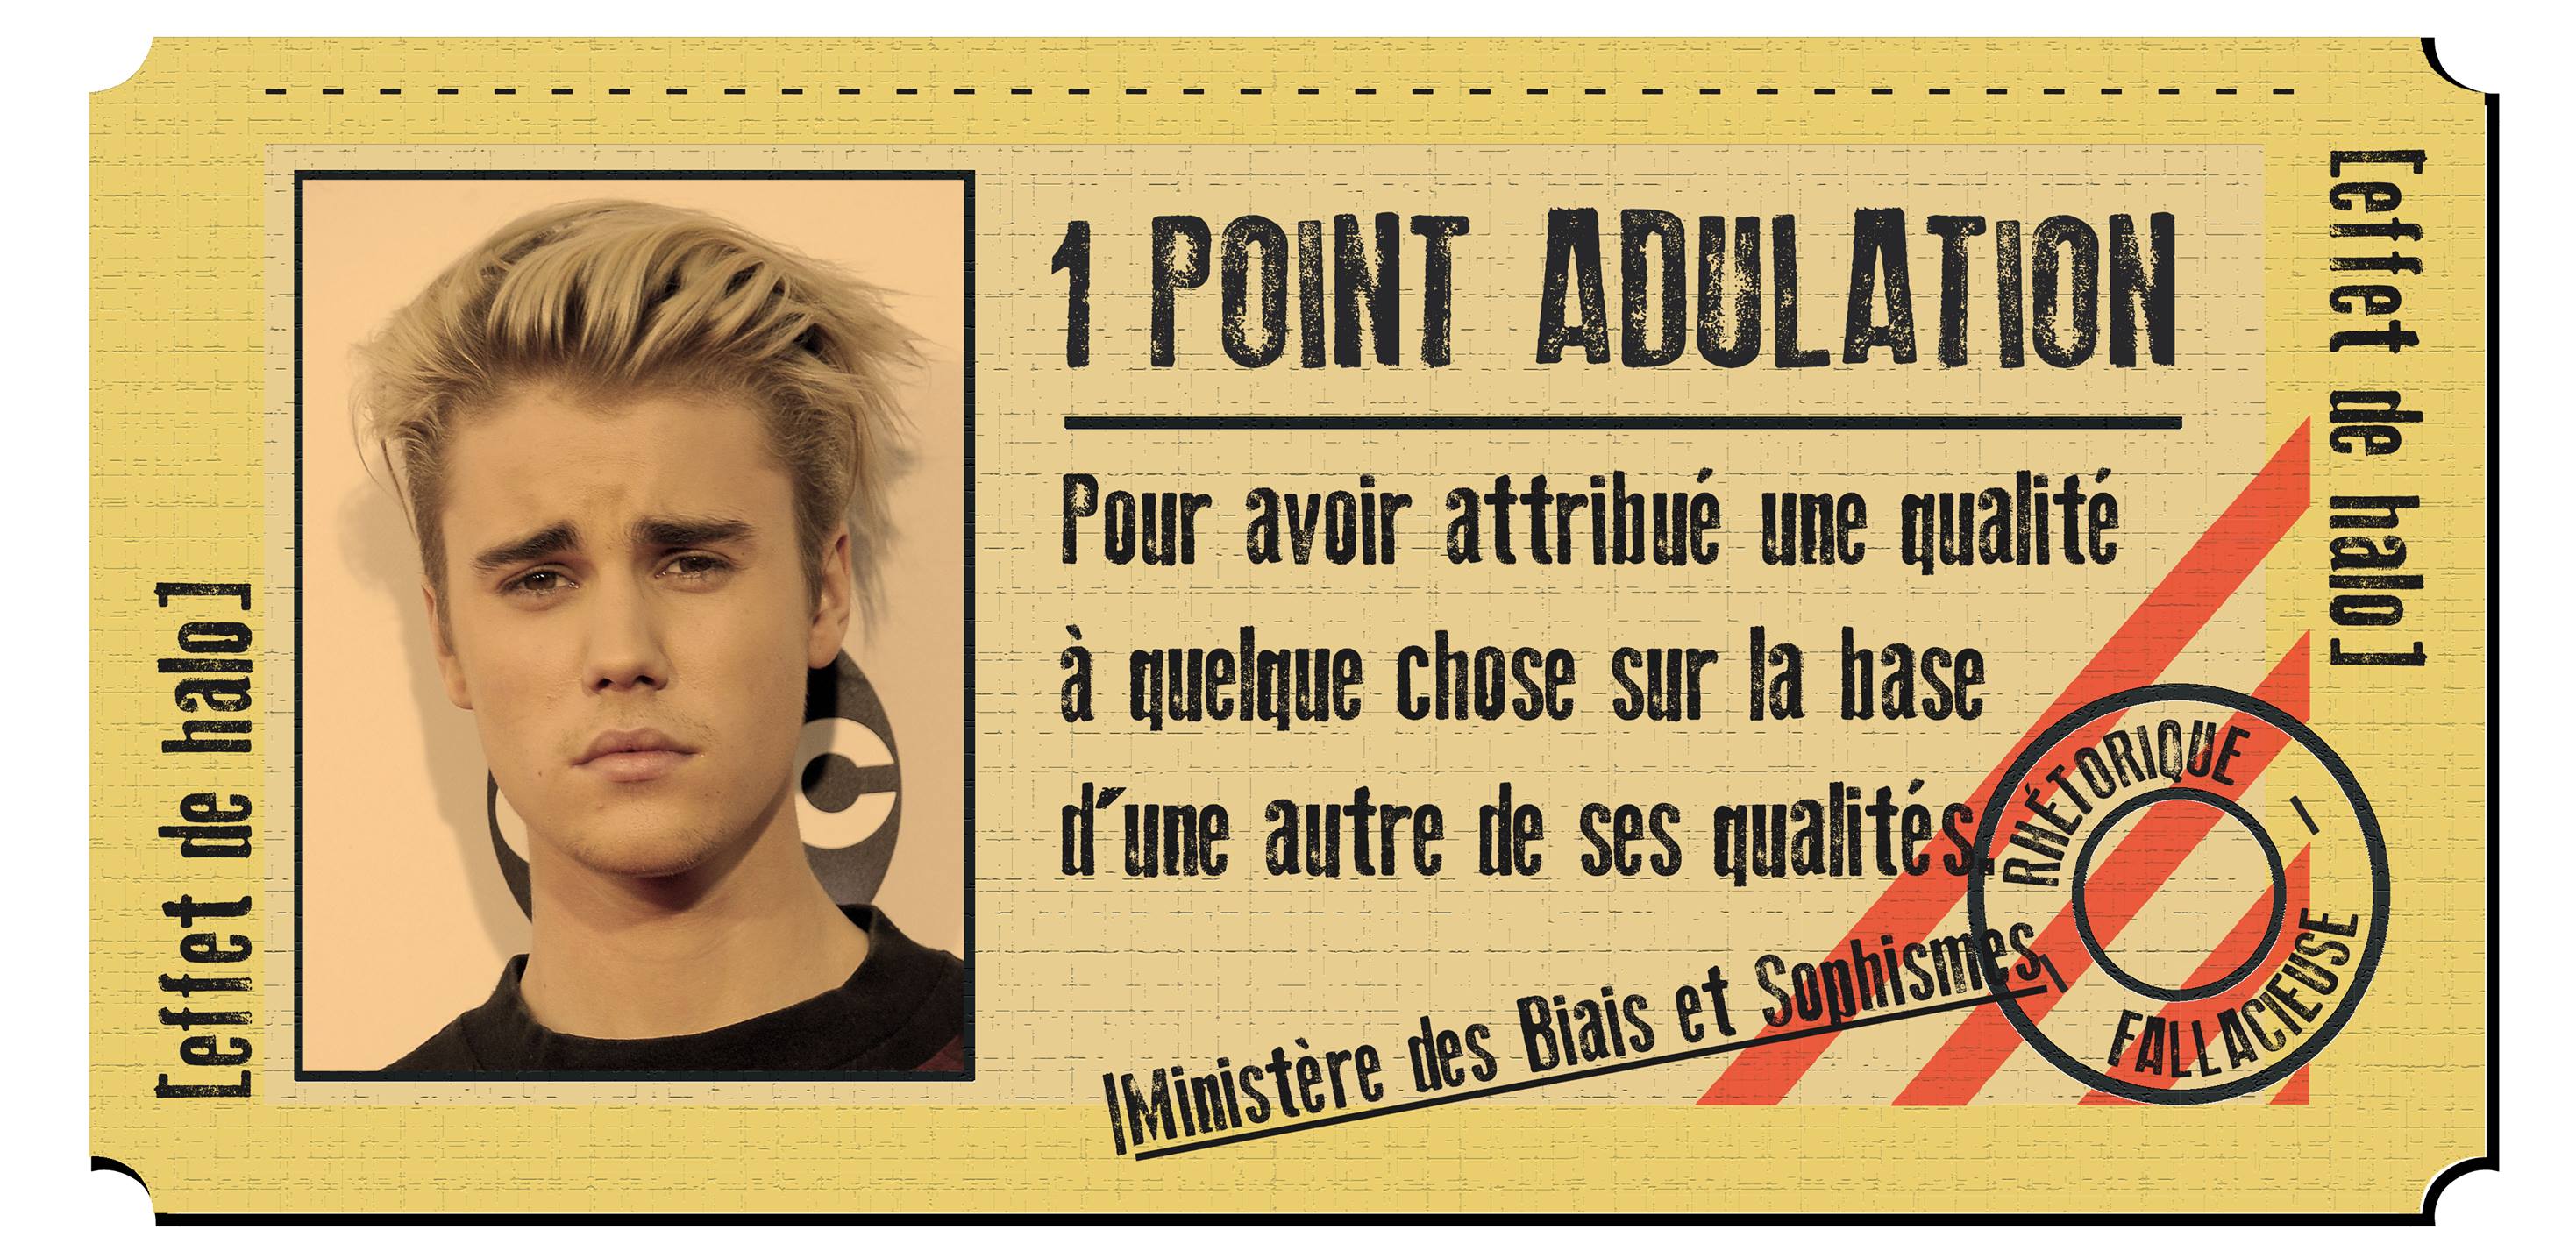 [effet de halo]
1 POINT ADULATION
Pour avoir attribué une qualité
à quelque chose sur la base
d´une autre de ses qualités.
|Ministère des Biais et Sophismes|
RHÉTORIQUE
FALLACIEUSE
[effet de halo]
C